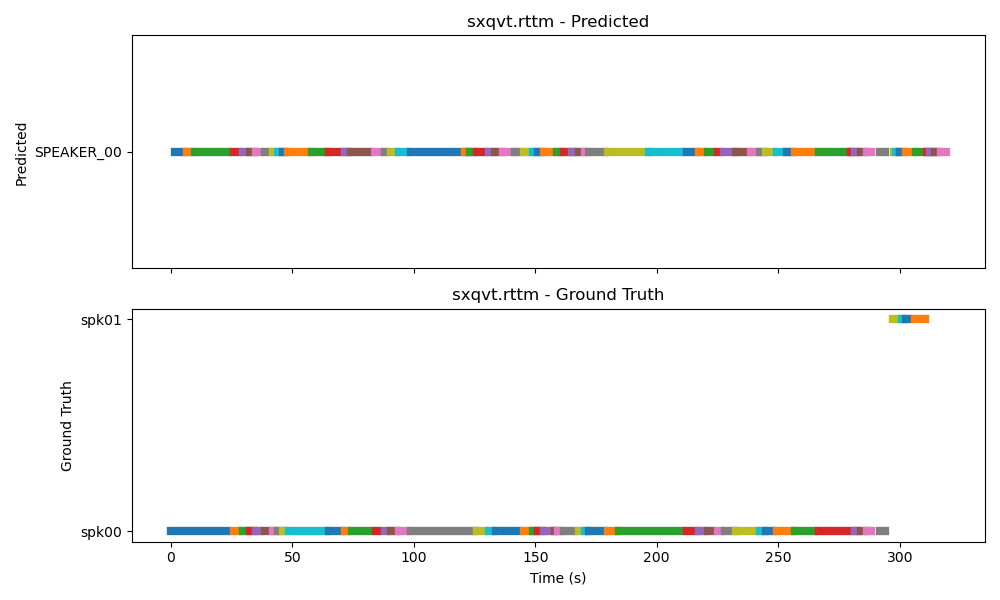 sxqvt.rttm - Predicted
Predicted
SPEAKER_00
sxqvt.rttm - Ground Truth
Ground Truth
spk01
spk00
0 50 100 150 200 250 300
Time (s)